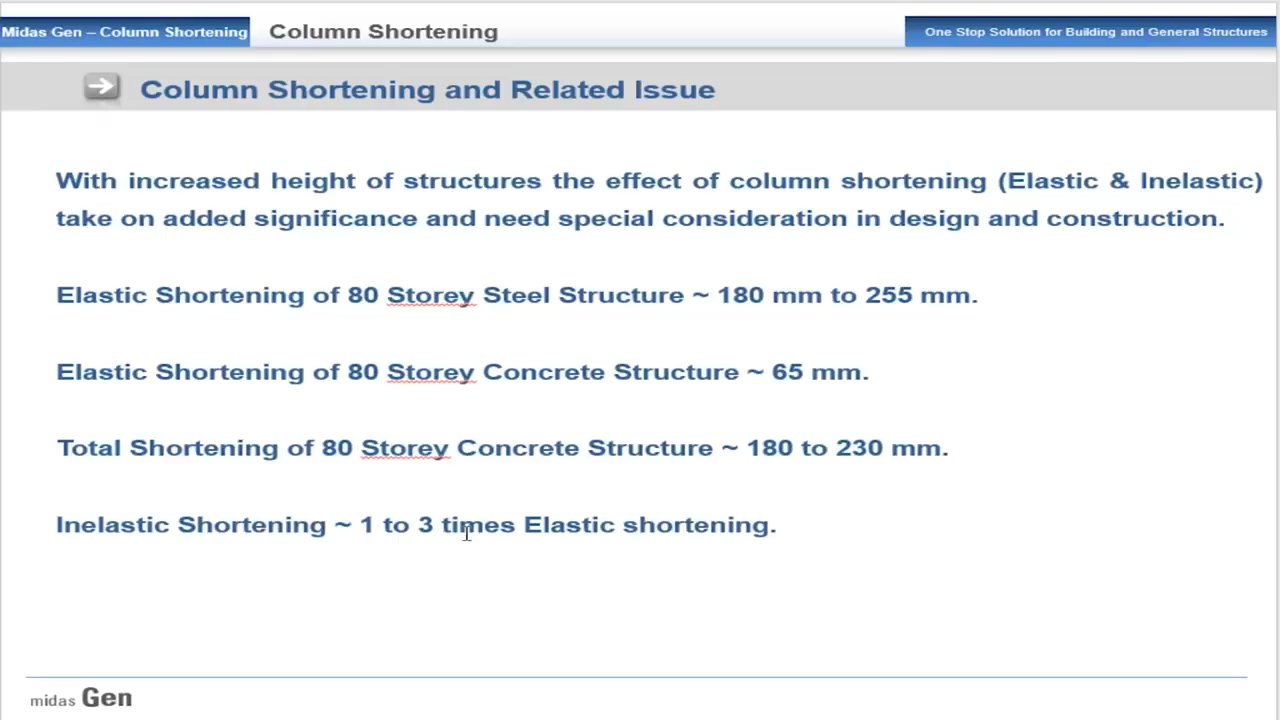 Midas Gen – Column Shortening
Column Shortening
One Stop Solution for Building and General Structures
Column Shortening and Related Issue
With increased height of structures the effect of column shortening (Elastic & Inelastic)
take on added significance and need special consideration in design and construction.
Elastic Shortening of 80 Storey Steel Structure ~ 180 mm to 255 mm.
Elastic Shortening of 80 Storey Concrete Structure ~ 65 mm.
Total Shortening of 80 Storey Concrete Structure ~ 180 to 230 mm.
Inelastic Shortening ~ 1 to 3 times Elastic shortening.
midas Gen